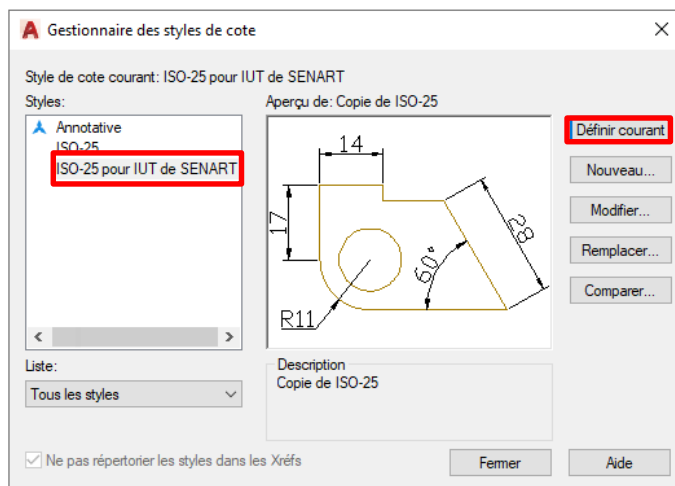 Gestionnaire des styles de cote
Style de cote courant: ISO-25 pour IUT de SENART
Styles:
Aperçu de: Copie de ISO-25
Annotative
ISO-25
ISO-25 pour IUT de SENART
14
17
28
60°
R11
Définir courant
Nouveau...
Modifier...
Remplacer...
Comparer...
Liste:
Tous les styles
Description
Copie de ISO-25
Ne pas répertorier les styles dans les Xréfs
Fermer
Aide